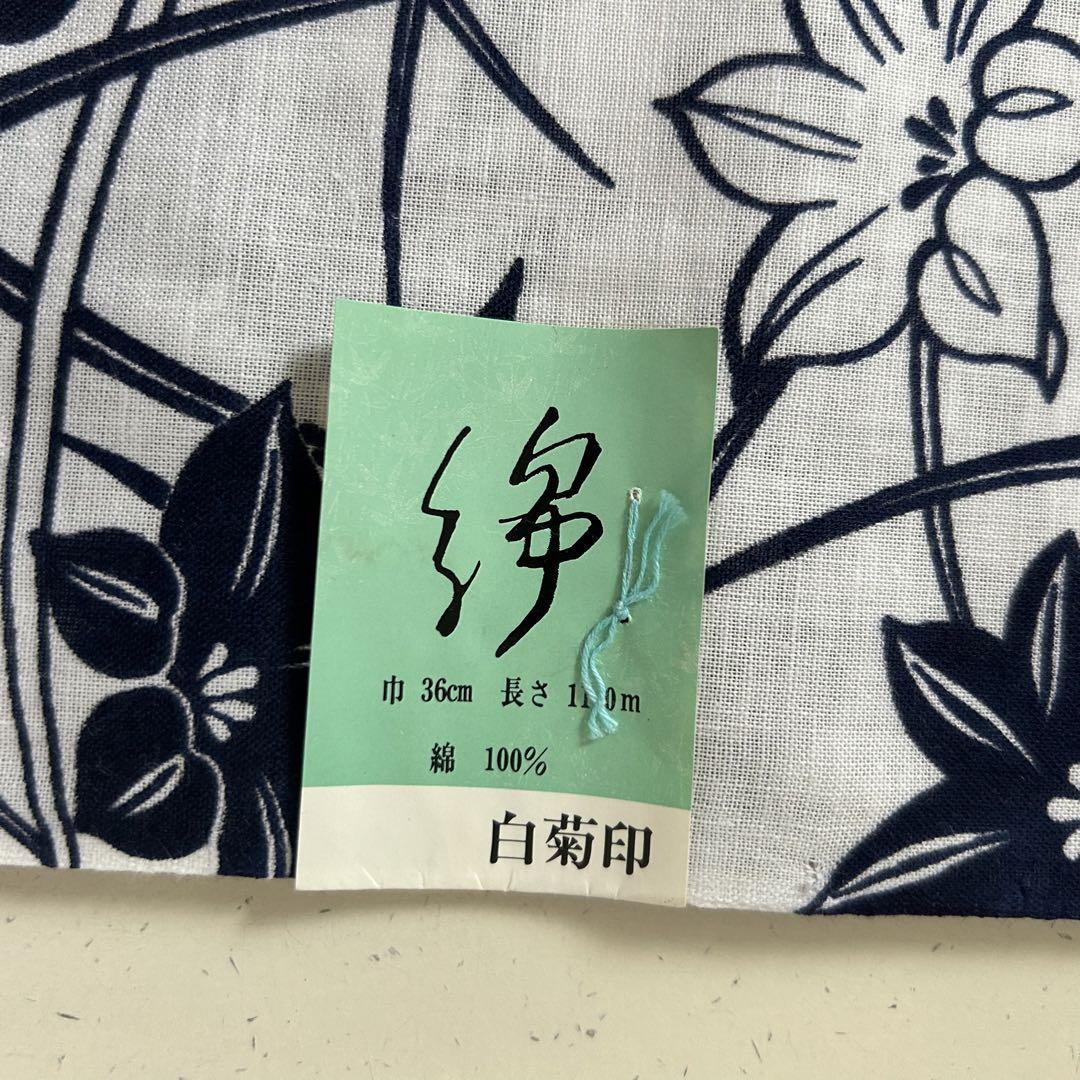 綿
巾 36cm 長さ
綿 100%
白菊印